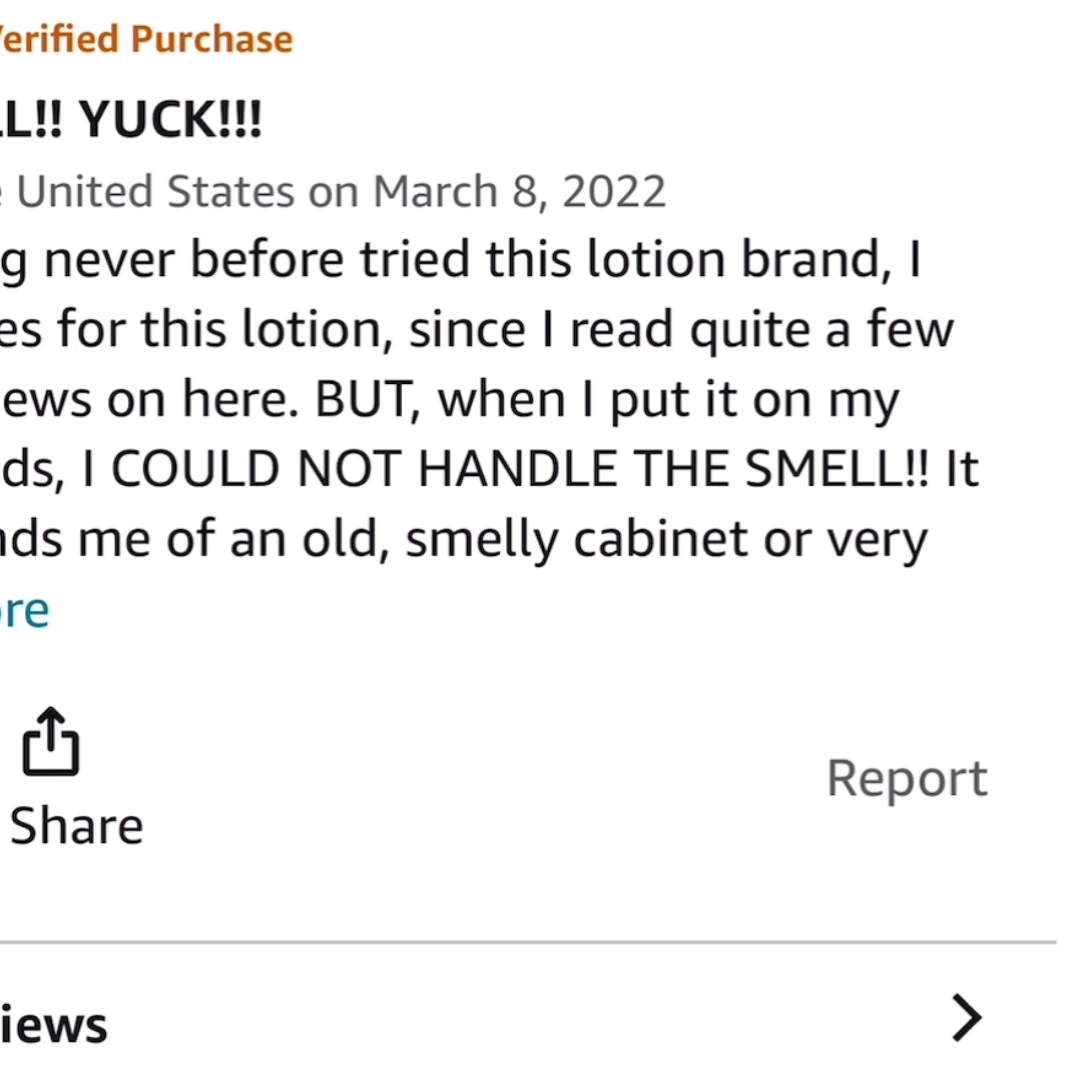 Verified Purchase
LL!! YUCK!!!
United States on March 8, 2022
g never before tried this lotion brand, I
es for this lotion, since I read quite a few
ews on here. BUT, when I put it on my
ds, I COULD NOT HANDLE THE SMELL!! It
nds me of an old, smelly cabinet or very
ore
Share
Report
iews